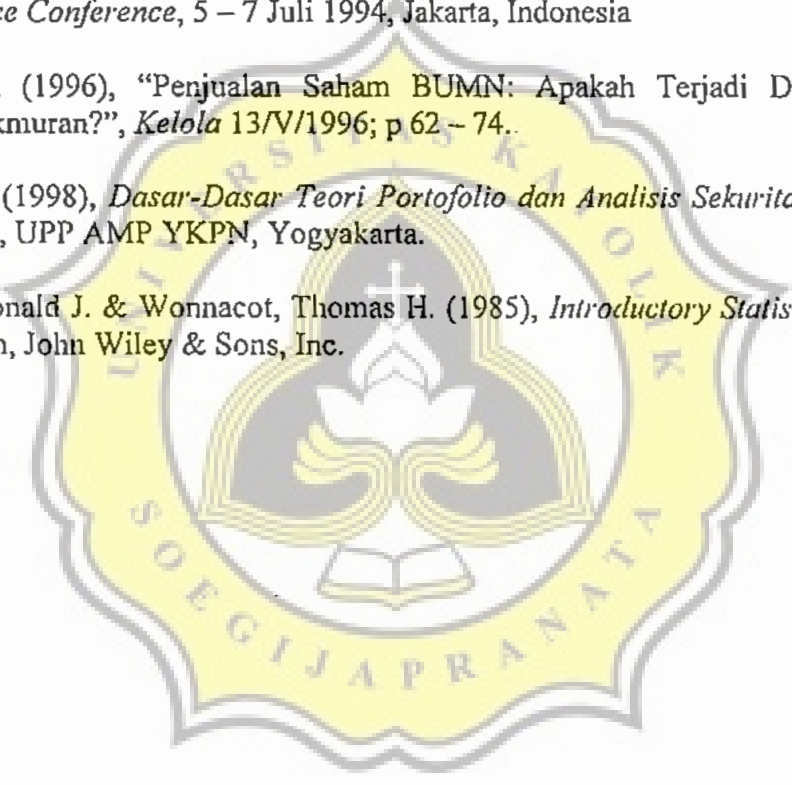 ce Conference, 5 – 7 Juli 1994, Jakarta, Indonesia
. (1996), “Penjualan Saham BUMN: Apakah Terjadi D
kmuran?”, Kelola 13/V/1996; p 62 – 74.
(1998), Dasar-Dasar Teori Portofolio dan Analisis Sekurita
, UPP AMP YKPN, Yogyakarta.
onald J. & Wonnacot, Thomas H. (1985), Introductory Statis
n, John Wiley & Sons, Inc.
UNIVERSITAS KATOLIK
SOEGIJAPRANATA